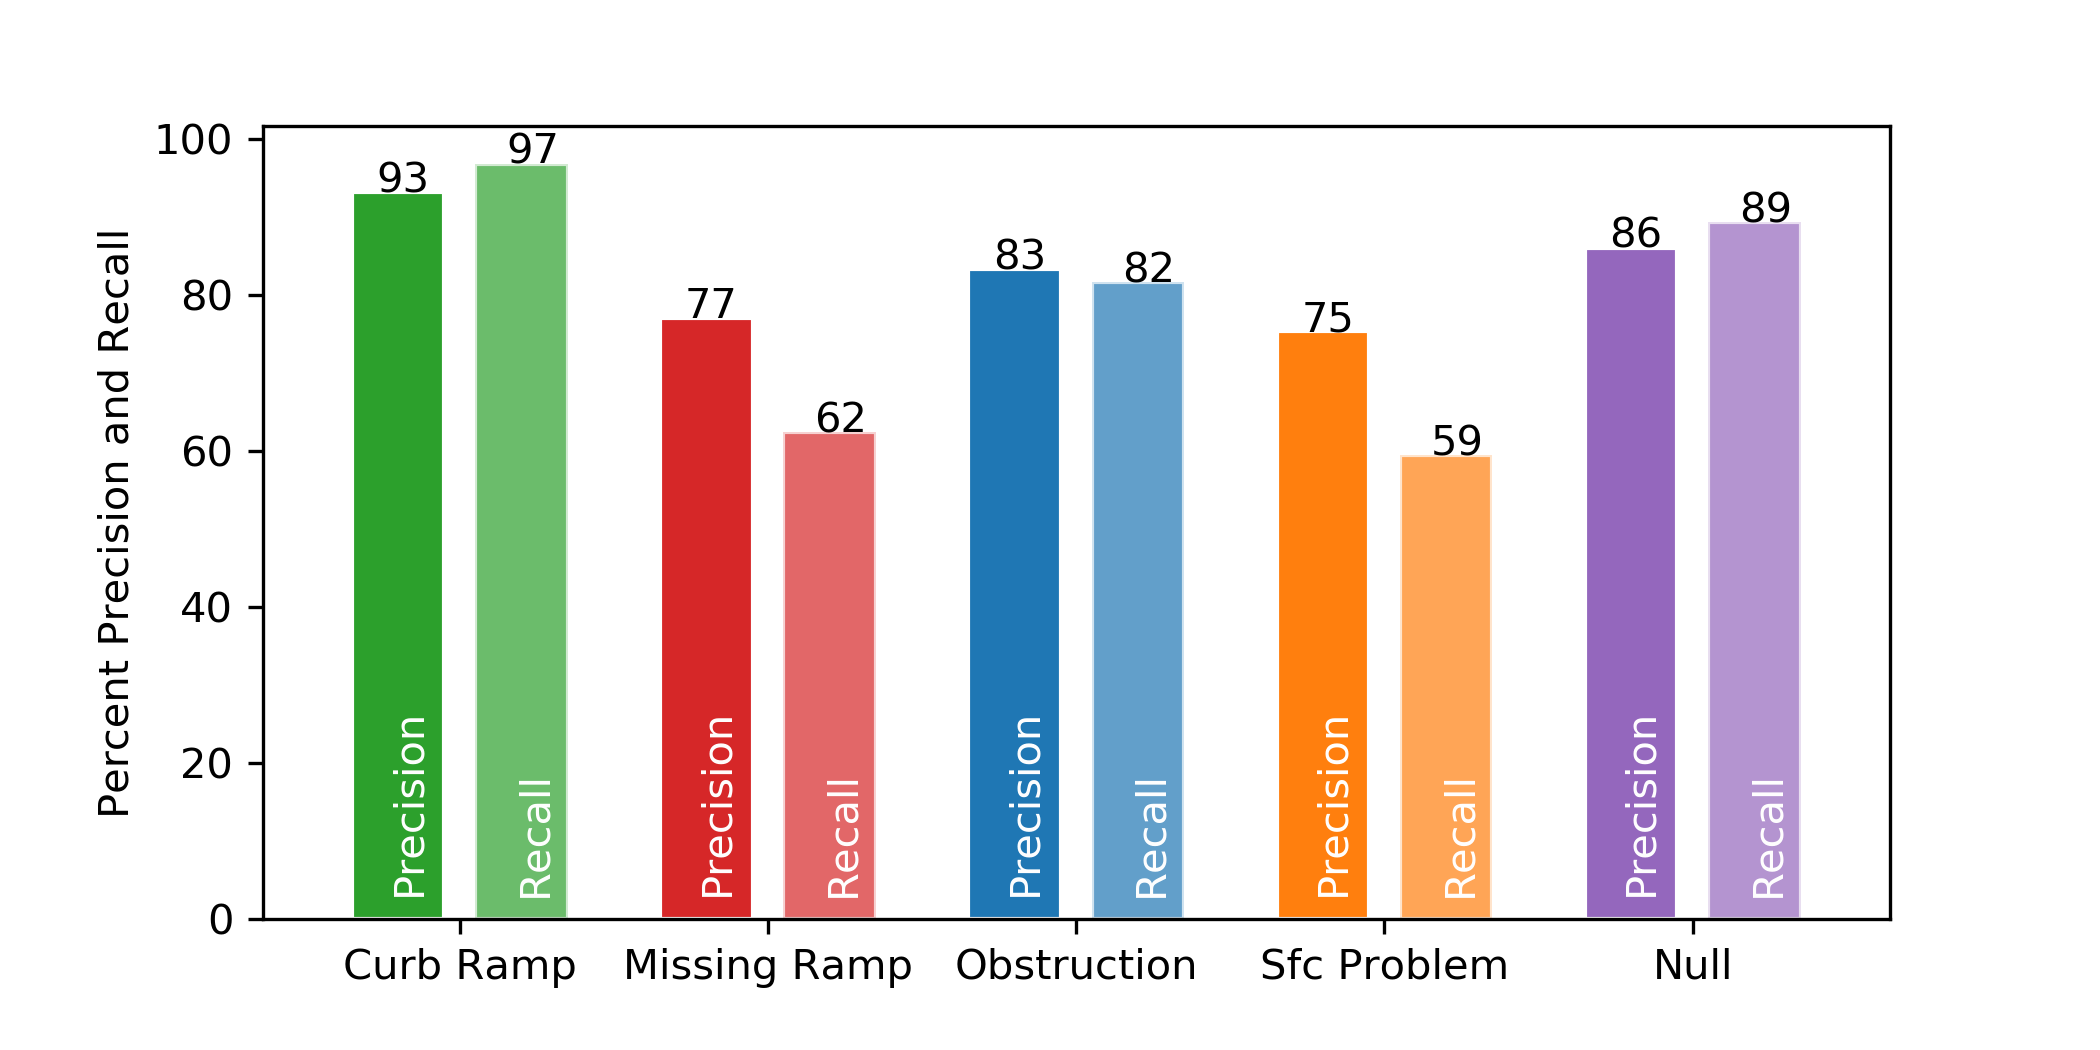 Percent Precision and Recall
100
80
60
40
20
0
93
97
77
62
83
82
75
59
86
89
Precision
Recall
Precision
Recall
Precision
Recall
Precision
Recall
Precision
Recall
Curb Ramp
Missing Ramp
Obstruction
Sfc Problem
Null